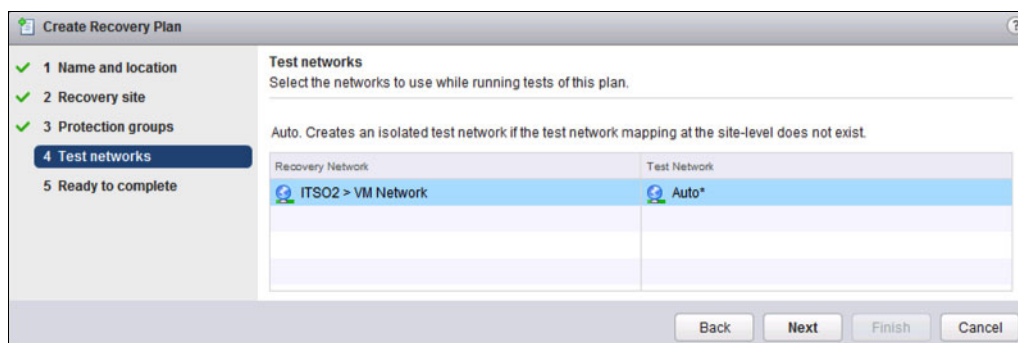 Create Recovery Plan
?
1 Name and location
2 Recovery site
3 Protection groups
4 Test networks
5 Ready to complete
Test networks
Select the networks to use while running tests of this plan.
Auto. Creates an isolated test network if the test network mapping at the site-level does not exist.
Recovery Network Test Network
ITSO2 > VM Network Auto*
Back Next Finish Cancel